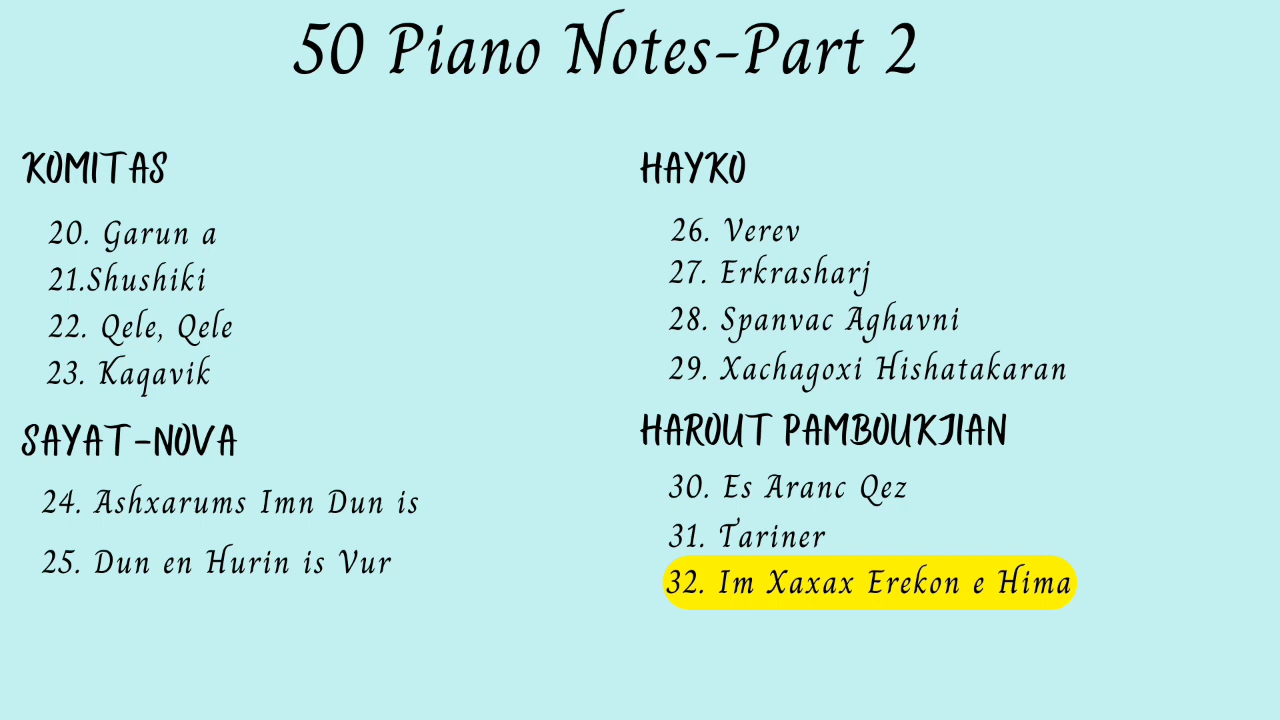 50 Piano Notes-Part 2
KOMITAS
20. Garun a
21.Shushiki
22. Qele, Qele
23. Kaqavik
SAYAT-NOVA
24. Ashxarums Imn Dun is
25. Dun en Hurin is Vur
HAYKO
26. Verev
27. Erkrasharj
28. Spanvac Aghavni
29. Xachagoxi Hishatakaran
HAROUT PAMBOUKJIAN
30. Es Aranc Qez
31. Tariner
32. Im Xaxax Erekon e Hima